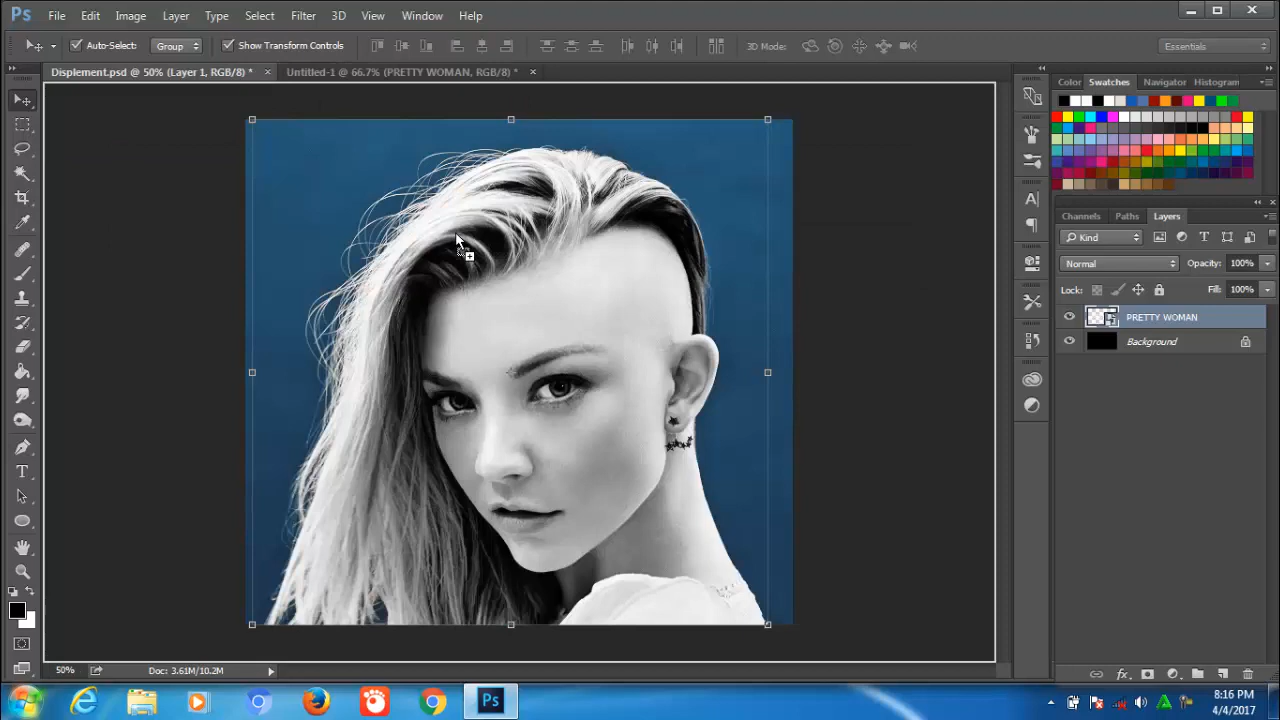 Ps File Edit Image Layer Type Select Filter 3D View Window Help
Auto-Select: Group Show Transform Controls 3D Mode: Essentials
Displement.psd @ 50% (Layer 1, RGB/8) * × Untitled-1 @ 66.7% (PRETTY WOMAN, RGB/8) * ×
Color Swatches Navigator Histogram
Channels Paths Layers
Kind
Normal Opacity: 100%
Lock: Fill: 100%
PRETTY WOMAN
Background
50% Doc: 3.61M/10.2M
Ps
8:16 PM
4/4/2017